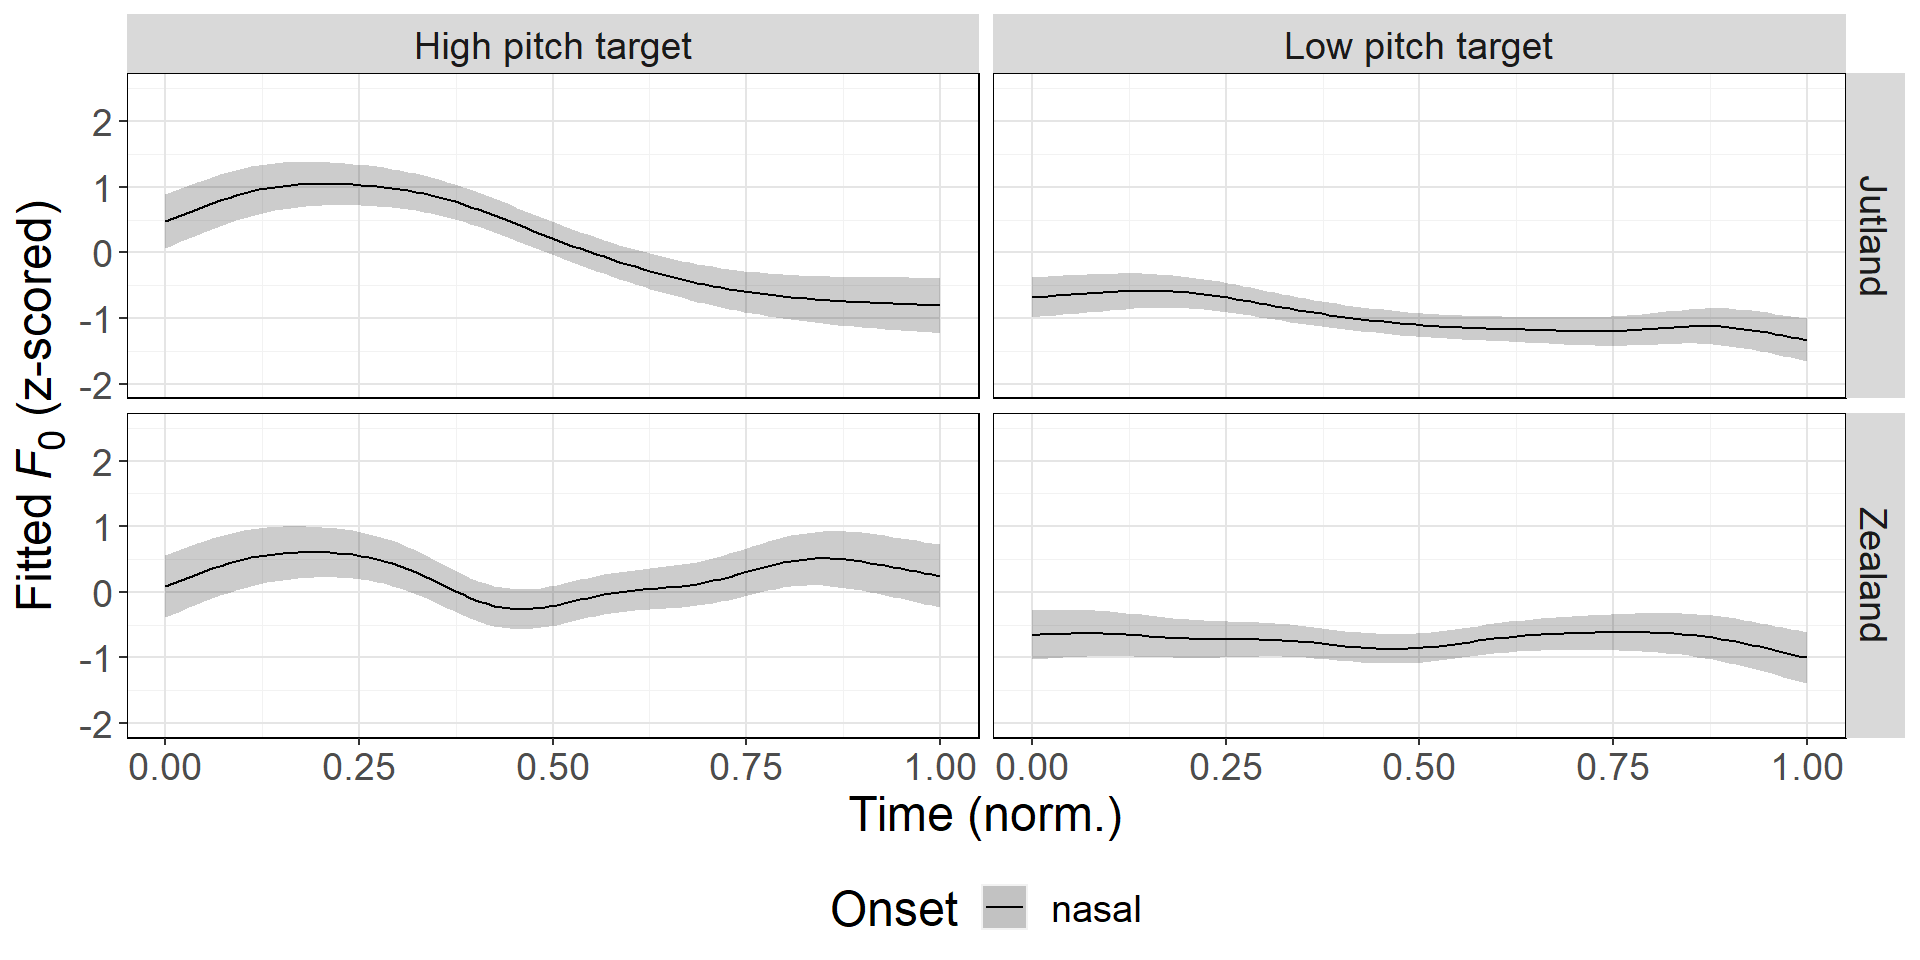 High pitch target
Low pitch target
Fitted F0 (z-scored)
2
1
0
-1
-2
Jutland
2
1
0
-1
-2
Zealand
0.00 0.25 0.50 0.75 1.00
0.00 0.25 0.50 0.75 1.00
Time (norm.)
Onset nasal